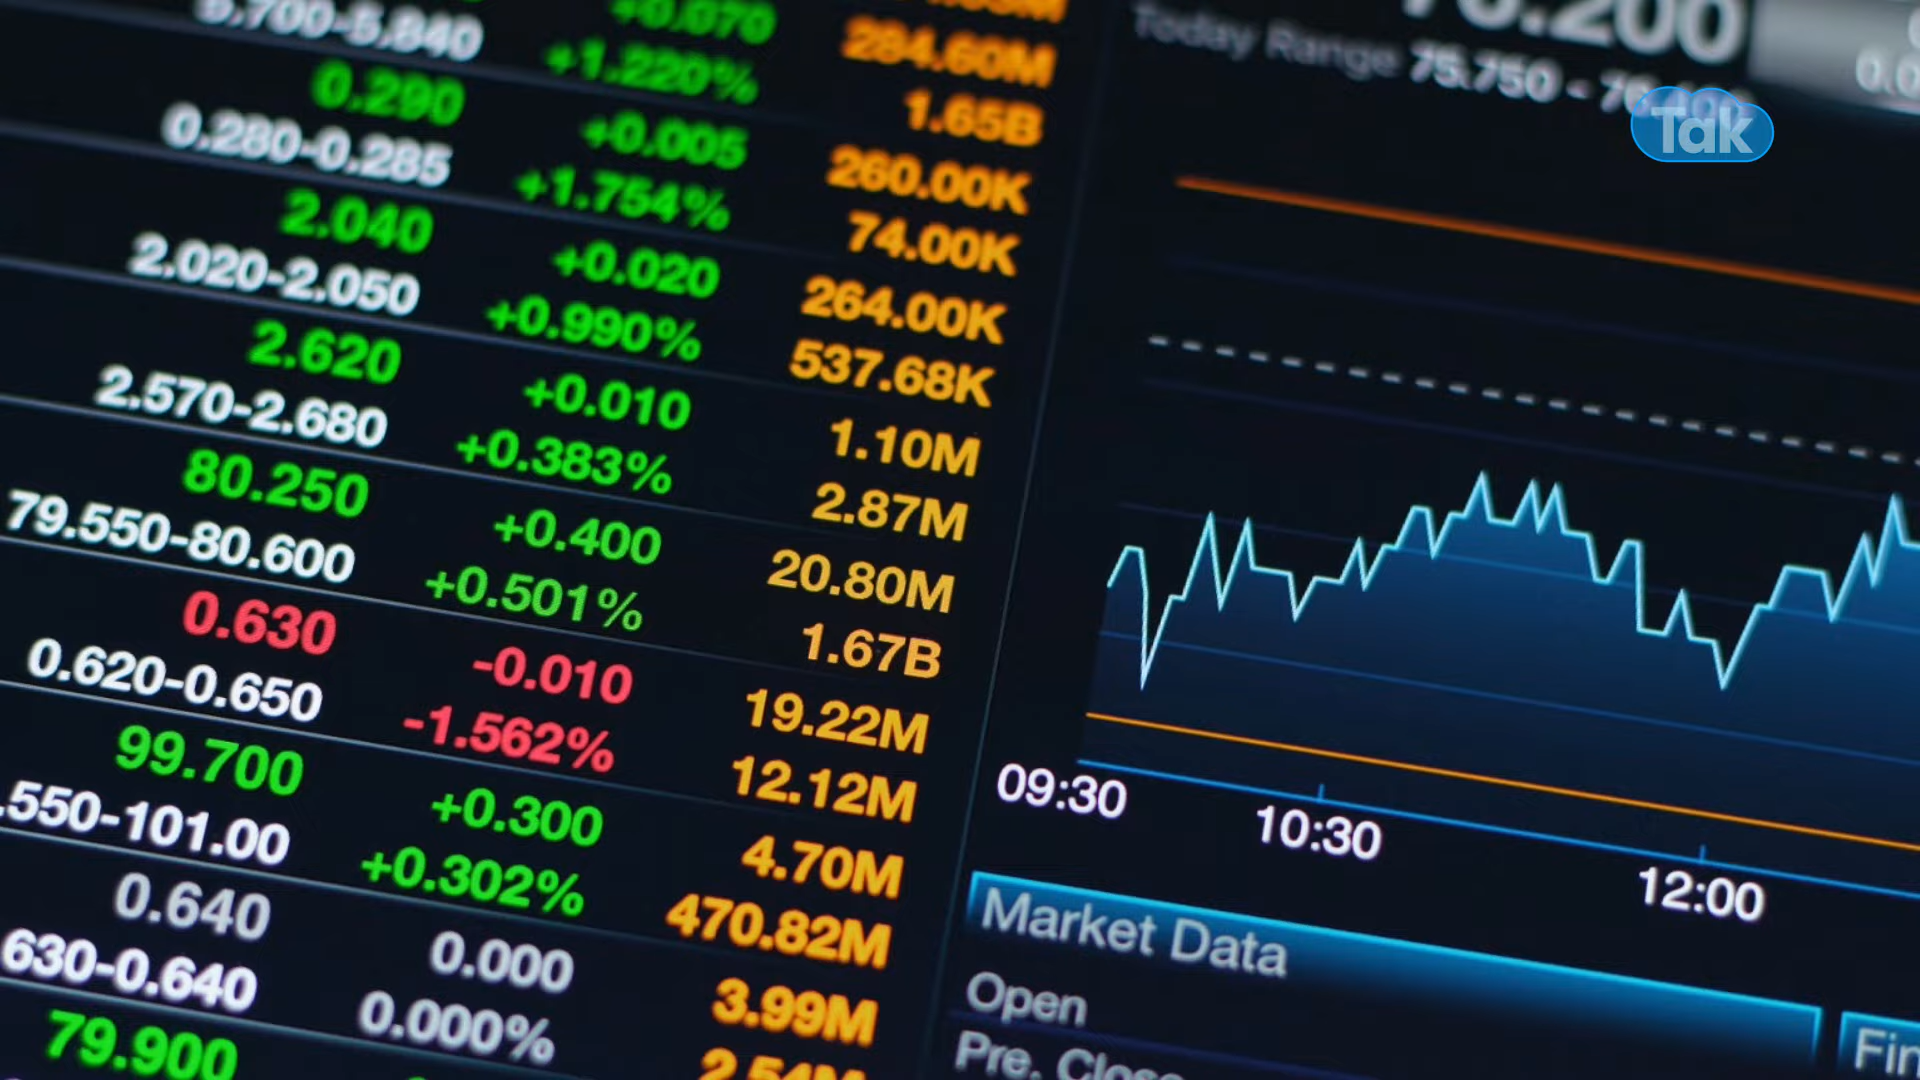 5.700-5.840
+0.070
+1.220%
284.60M
1.65B
0.290
0.280-0.285
+0.005
+1.754%
260.00K
74.00K
2.040
2.020-2.050
+0.020
+0.990%
264.00K
537.68K
2.620
2.570-2.680
+0.010
+0.383%
1.10M
2.87M
80.250
79.550-80.600
+0.400
+0.501%
20.80M
1.67B
0.630
0.620-0.650
-0.010
-1.562%
19.22M
12.12M
99.700
.550-101.00
+0.300
+0.302%
4.70M
470.82M
0.640
630-0.640
0.000
0.000%
3.99M
2.54M
79.900
Today Range 75.750 -
Tak
09:30
10:30
12:00
Market Data
Open
Pre. Close
Fin